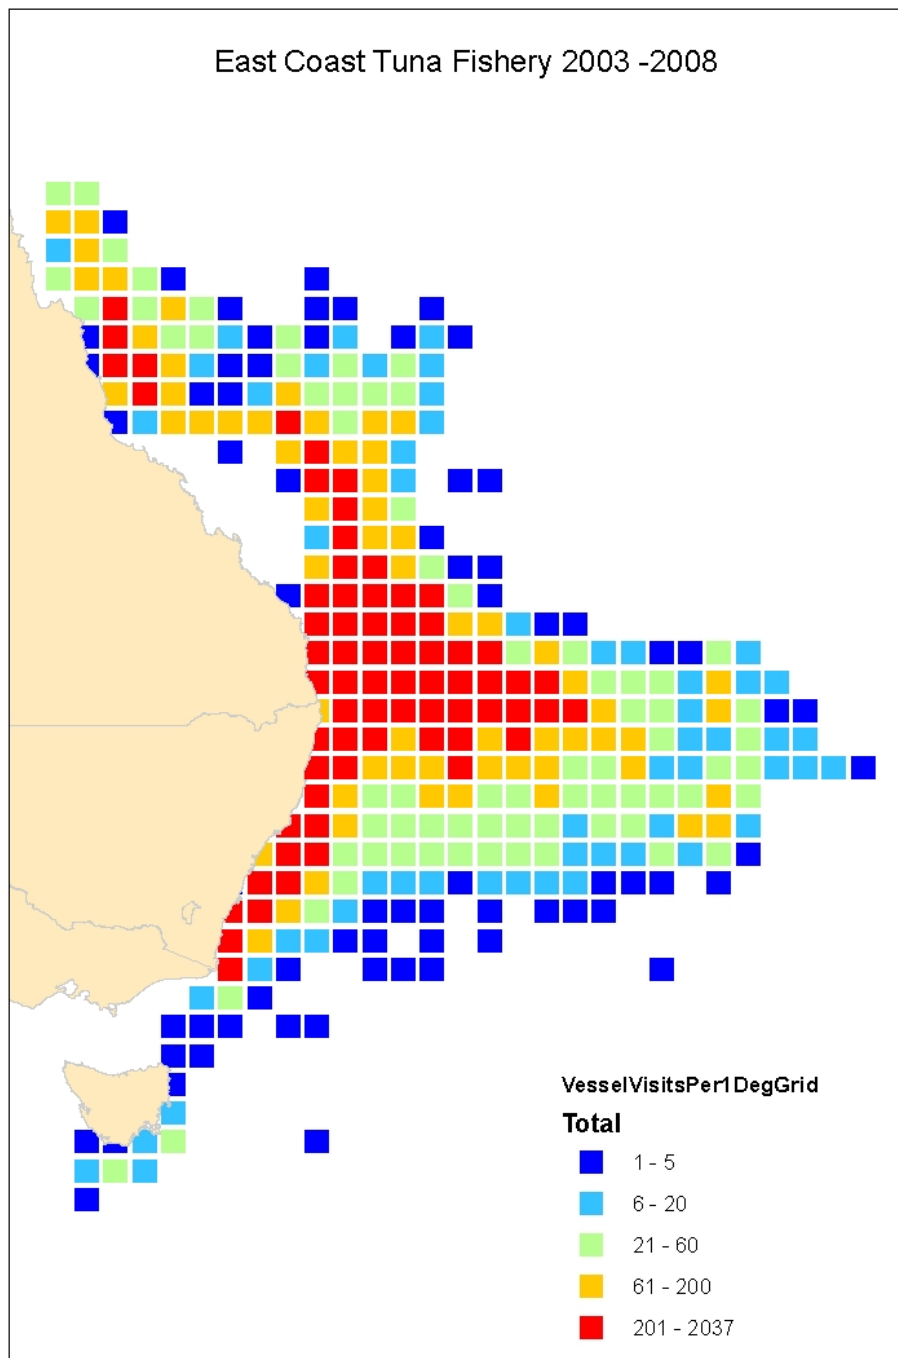 East Coast Tuna Fishery 2003 -2008
VesselVisitsPer1DegGrid
Total
1 - 5
6 - 20
21 - 60
61 - 200
201 - 2037